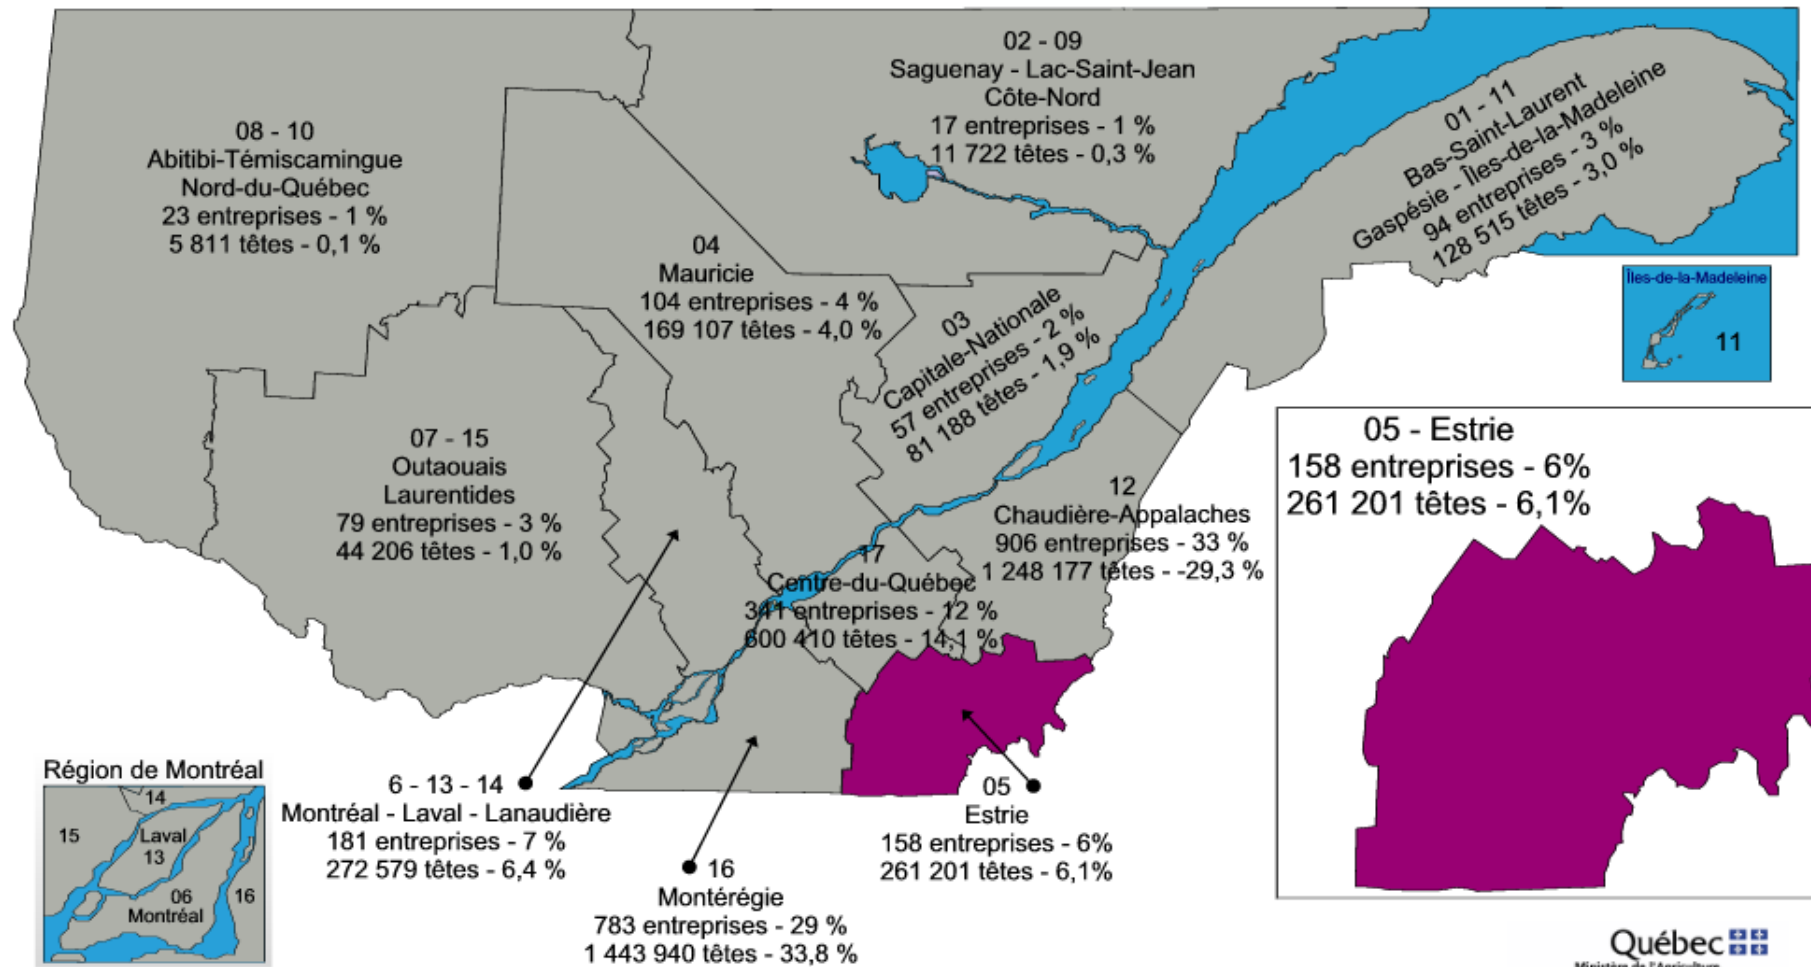 02 - 09
Saguenay - Lac-Saint-Jean
Côte-Nord
17 entreprises - 1 %
11 722 têtes - 0,3 %
01 - 11
Bas-Saint-Laurent
Gaspésie - Îles-de-la-Madeleine
94 entreprises - 3 %
128 515 têtes - 3,0 %
08 - 10
Abitibi-Témiscamingue
Nord-du-Québec
23 entreprises - 1 %
5 811 têtes - 0,1 %
04
Mauricie
104 entreprises - 4 %
169 107 têtes - 4,0 %
03
Capitale-Nationale
57 entreprises - 2 %
81 188 têtes - 1,9 %
Îles-de-la-Madeleine
11
07 - 15
Outaouais
Laurentides
79 entreprises - 3 %
44 206 têtes - 1,0 %
12
Chaudière-Appalaches
906 entreprises - 33 %
1 248 177 têtes - -29,3 %
17
Centre-du-Québec
341 entreprises - 12 %
600 410 têtes - 14,1 %
05 - Estrie
158 entreprises - 6%
261 201 têtes - 6,1%
Région de Montréal
14
15
Laval
13
06
Montréal
16
6 - 13 - 14
Montréal - Laval - Lanaudière
181 entreprises - 7 %
272 579 têtes - 6,4 %
16
Montérégie
783 entreprises - 29 %
1 443 940 têtes - 33,8 %
05
Estrie
158 entreprises - 6%
261 201 têtes - 6,1%
Québec
Ministère de l'Agriculture